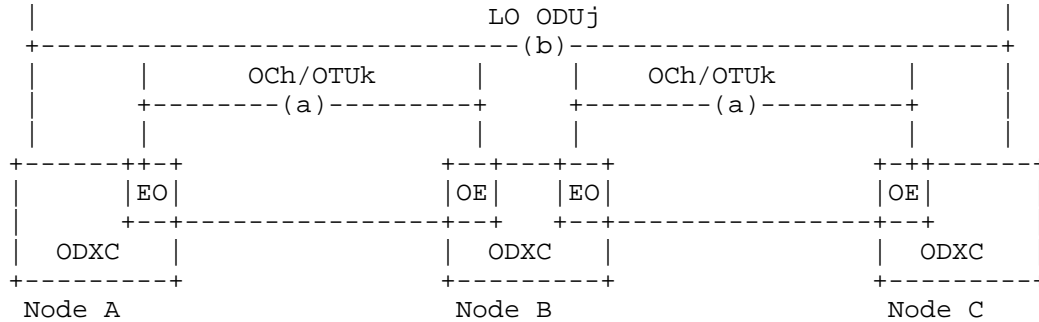 LO ODUj
(b)
OCh/OTUk OCh/OTUk
(a) (a)
EO OE EO OE
ODXC ODXC ODXC
Node A Node B Node C